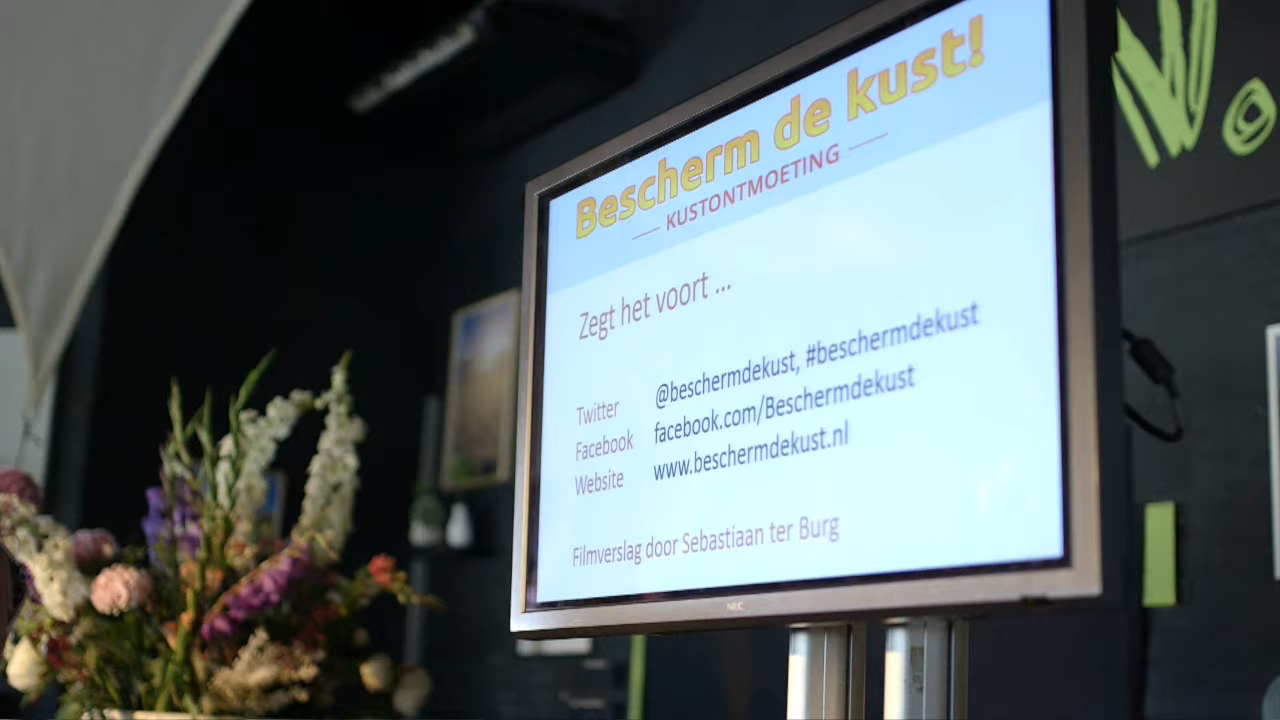 Bescherm de kust!
KUSTONTMOETING
Zegt het voort ...
Twitter @beschermdekust, #beschermdekust
Facebook facebook.com/Beschermdekust
Website www.beschermdekust.nl
Filmverslag door Sebastiaan ter Burg
NEC